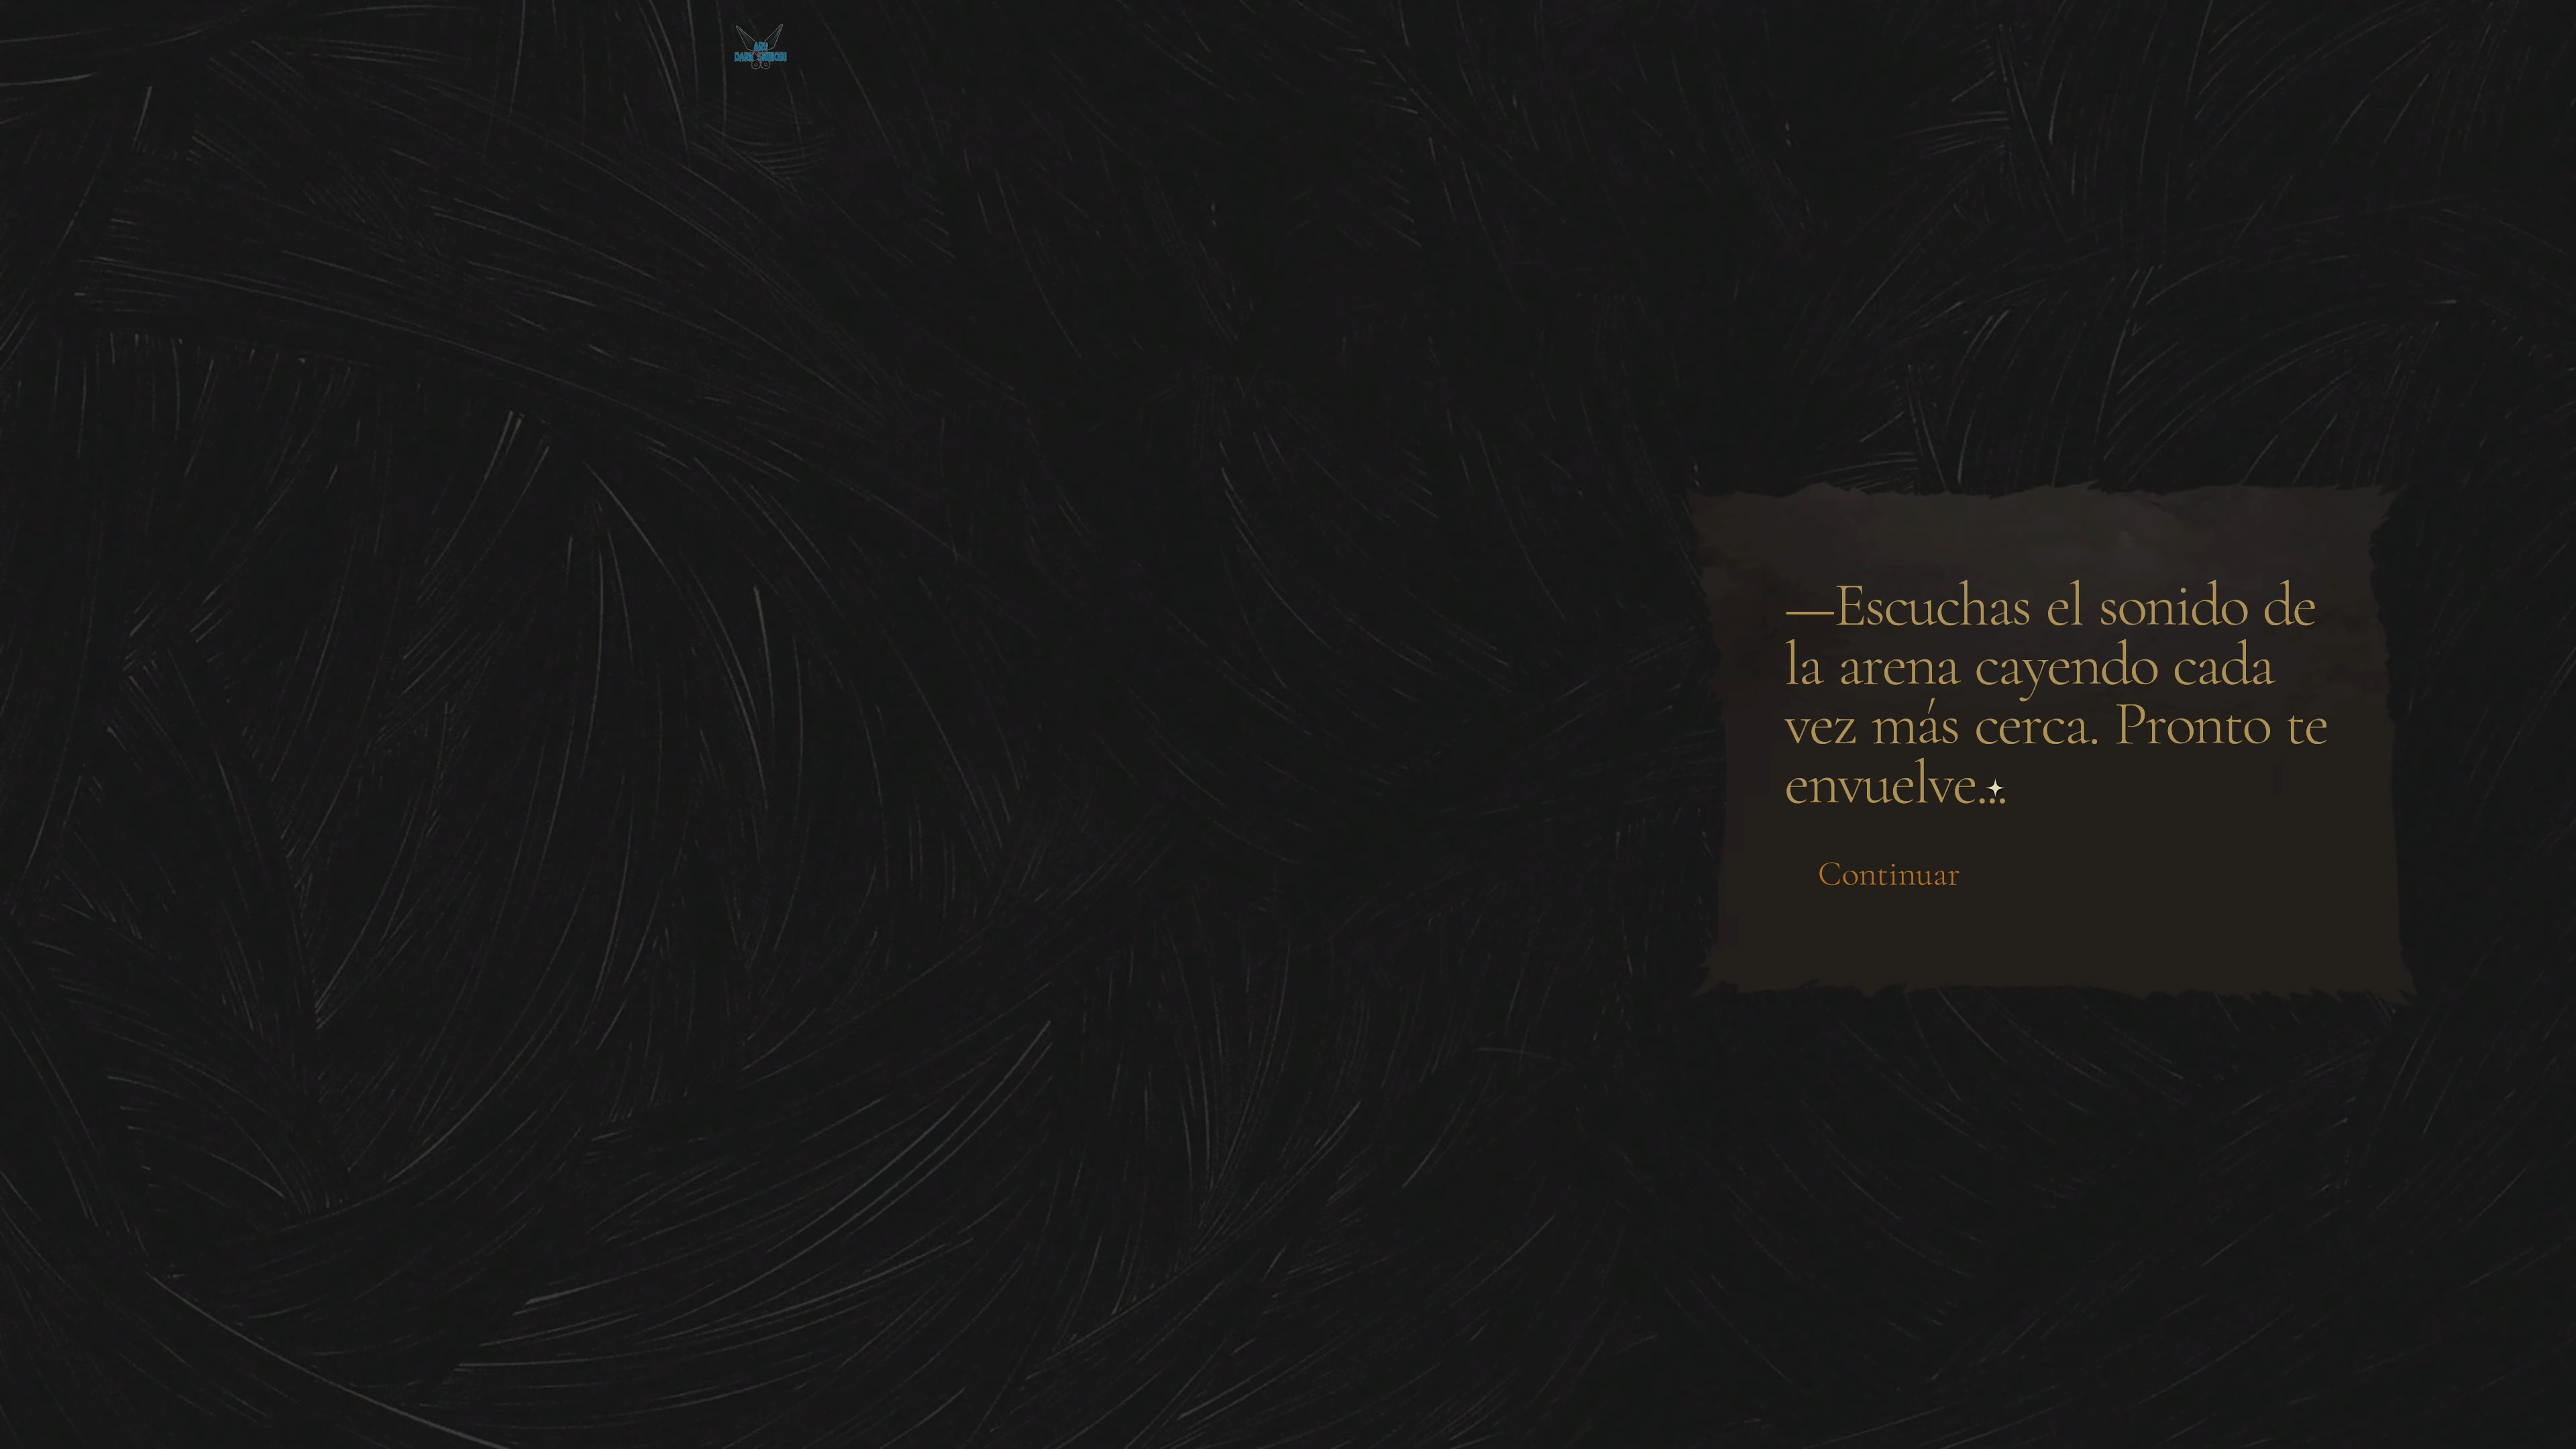 —Escuchas el sonido de
la arena cayendo cada
vez más cerca. Pronto te
envuelve...
Continuar